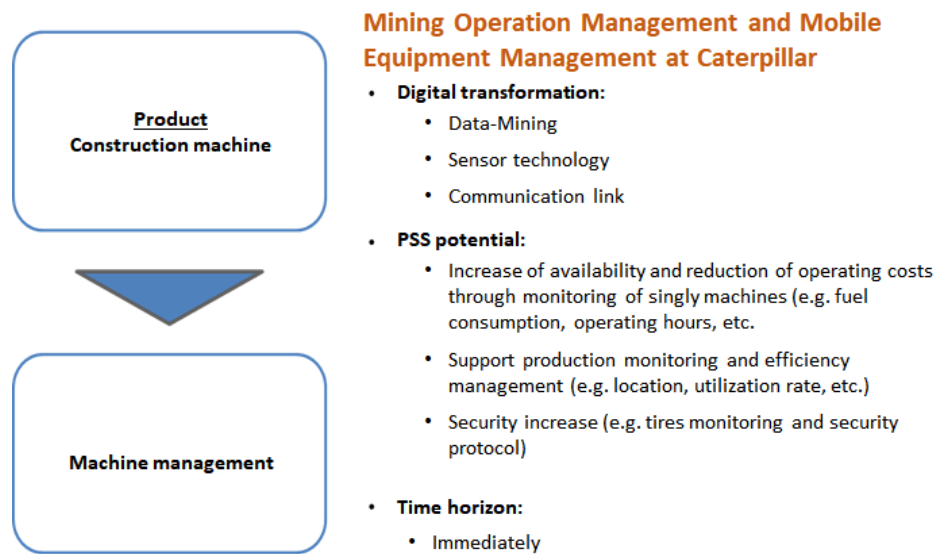 Product
Construction machine
Machine management
Mining Operation Management and Mobile
Equipment Management at Caterpillar
• Digital transformation:
• Data-Mining
• Sensor technology
• Communication link
• PSS potential:
• Increase of availability and reduction of operating costs
through monitoring of singly machines (e.g. fuel
consumption, operating hours, etc.
• Support production monitoring and efficiency
management (e.g. location, utilization rate, etc.)
• Security increase (e.g. tires monitoring and security
protocol)
• Time horizon:
• Immediately